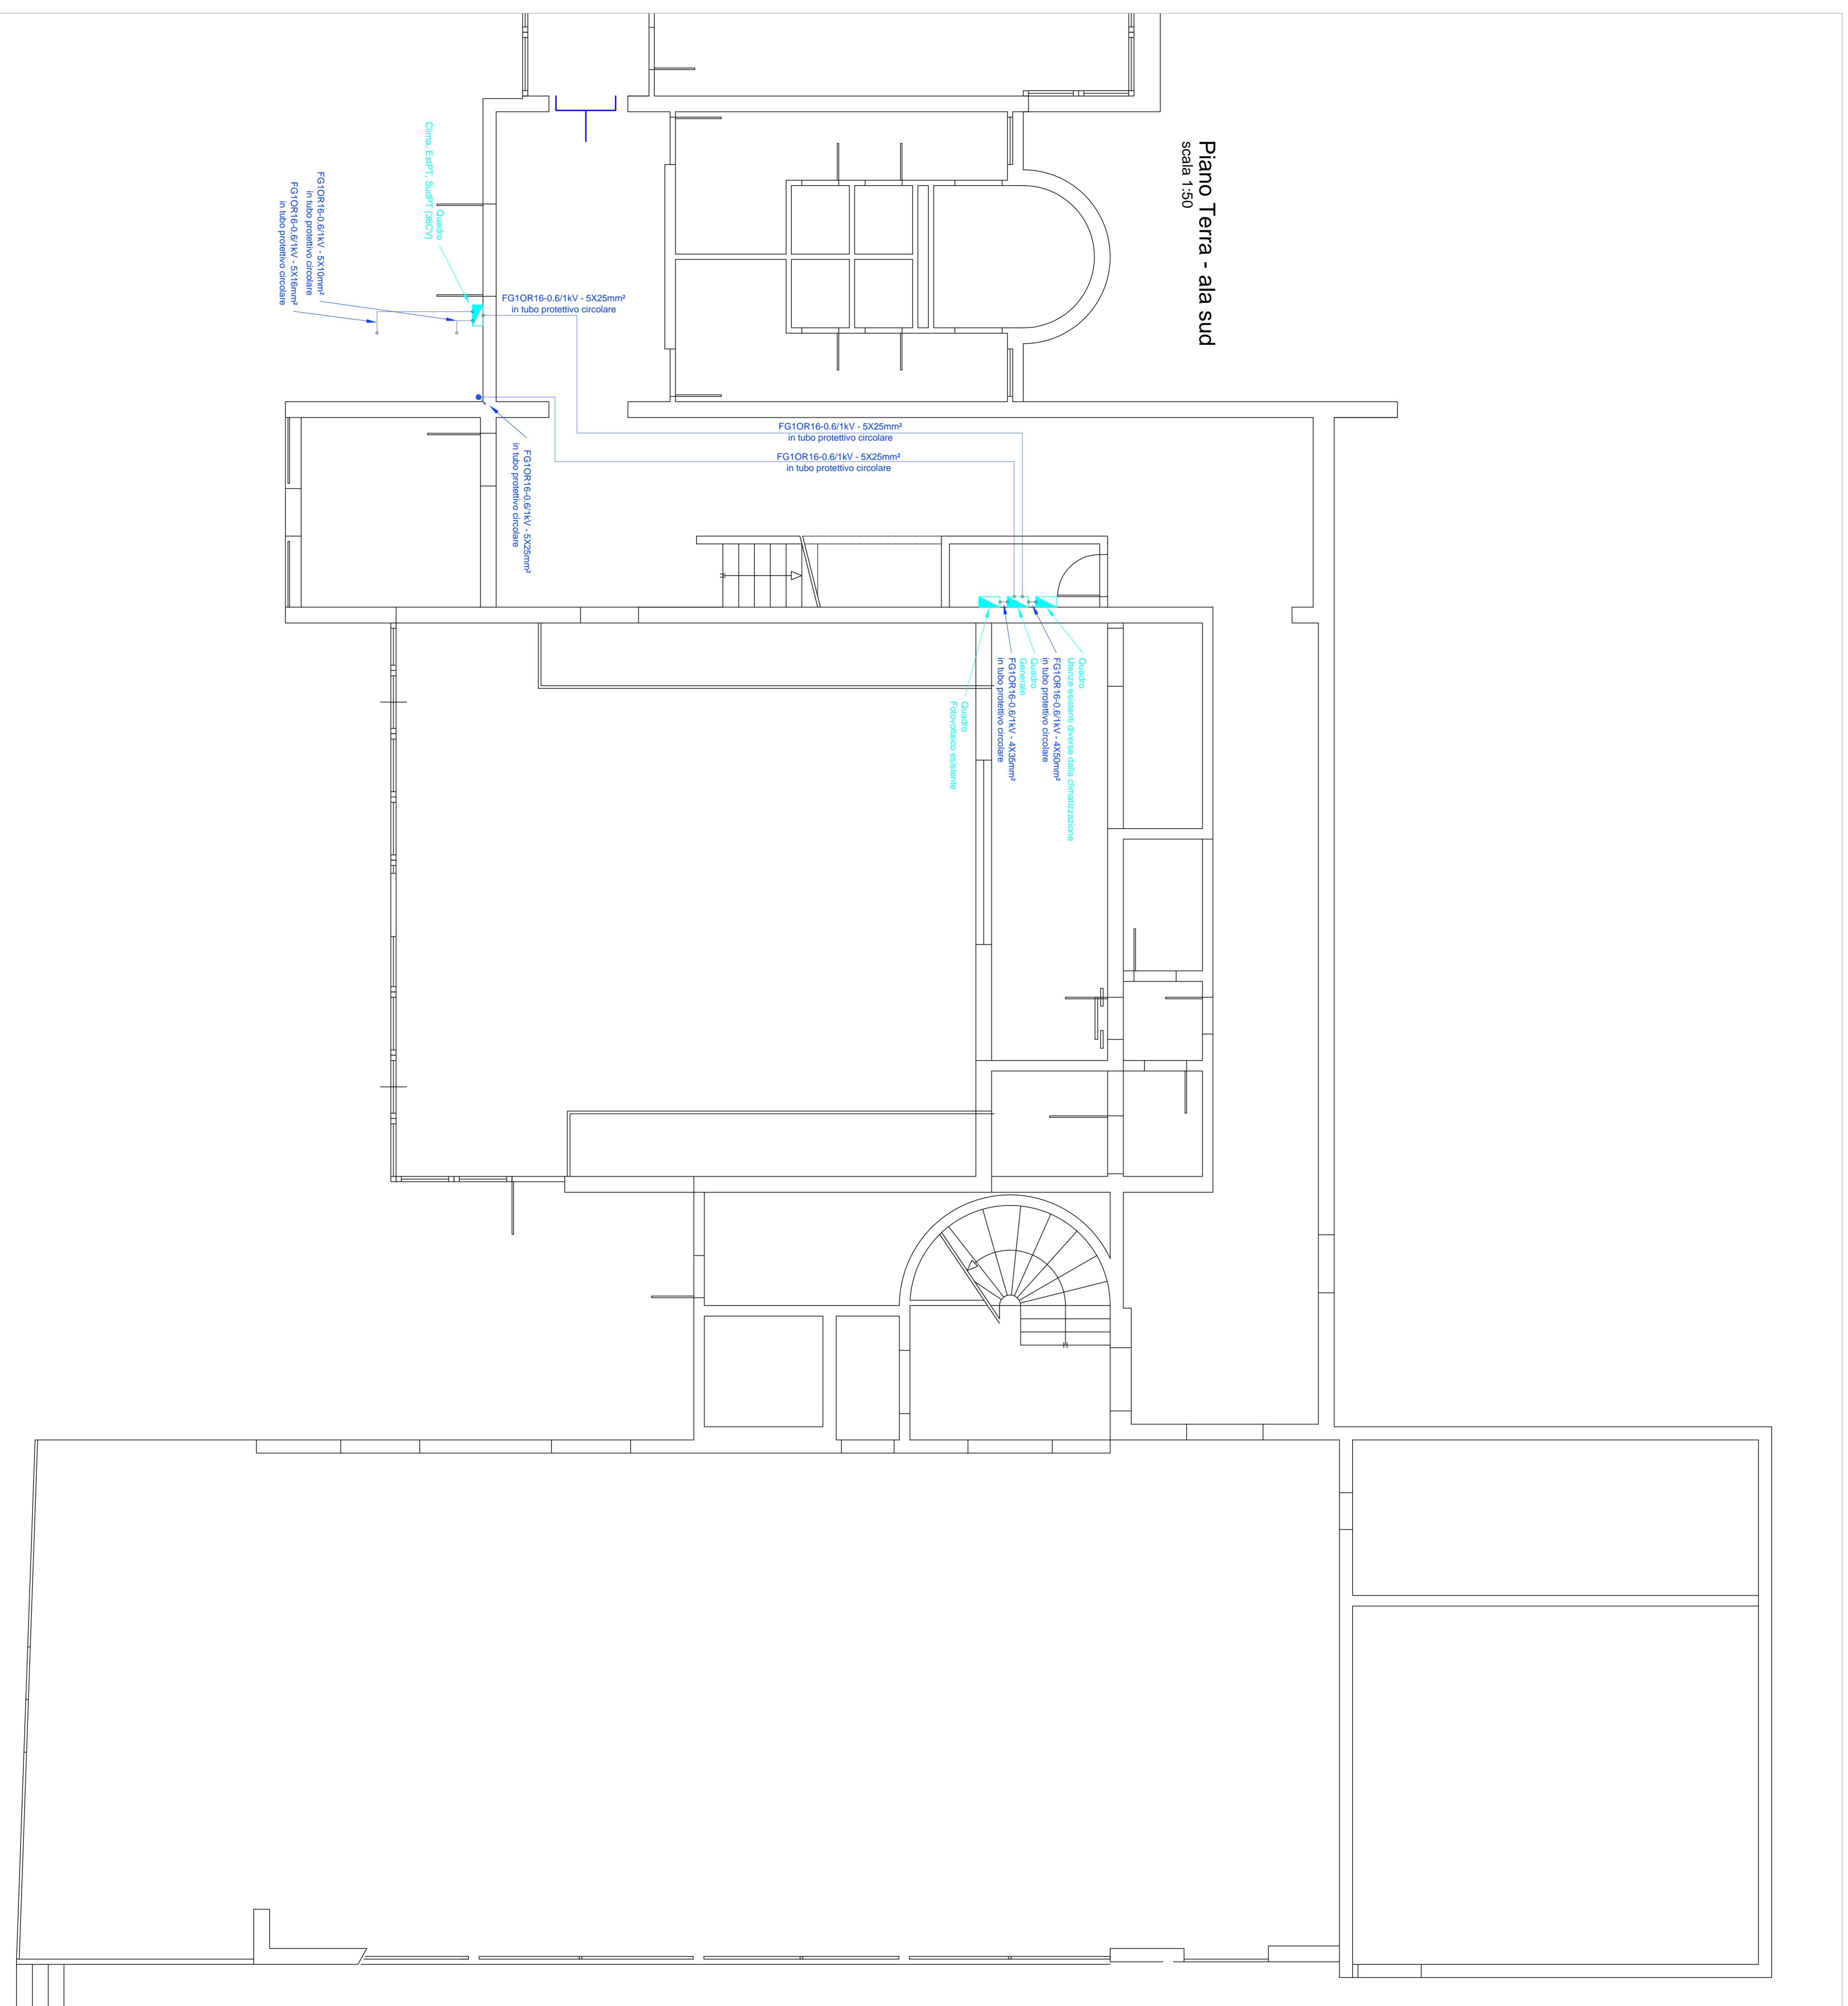 Piano Terra - ala sud
scala 1:50
Quadro
Clima, EstPT, SudPT (36CV)
FG1OR16-0.6/1kV - 5X10mm²
in tubo protettivo circolare
FG1OR16-0.6/1kV - 5X16mm²
in tubo protettivo circolare
FG1OR16-0.6/1kV - 5X25mm²
in tubo protettivo circolare
FG1OR16-0.6/1kV - 5X25mm²
in tubo protettivo circolare
FG1OR16-0.6/1kV - 5X25mm²
in tubo protettivo circolare
FG1OR16-0.6/1kV - 5X25mm²
in tubo protettivo circolare
Quadro
Utenze esistenti diverse dalla climatizzazione
FG1OR16-0.6/1kV - 4X50mm²
in tubo protettivo circolare
Quadro
Generale
FG1OR16-0.6/1kV - 4X35mm²
in tubo protettivo circolare
Quadro
Fotovoltaico esistente